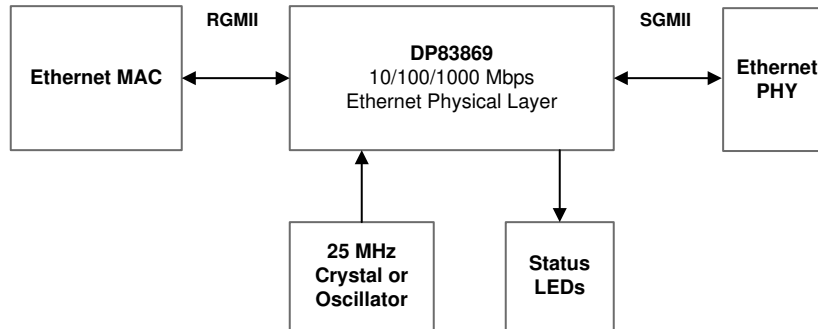 RGMII
SGMII
Ethernet MAC
DP83869
10/100/1000 Mbps
Ethernet Physical Layer
Ethernet
PHY
25 MHz
Crystal or
Oscillator
Status
LEDs